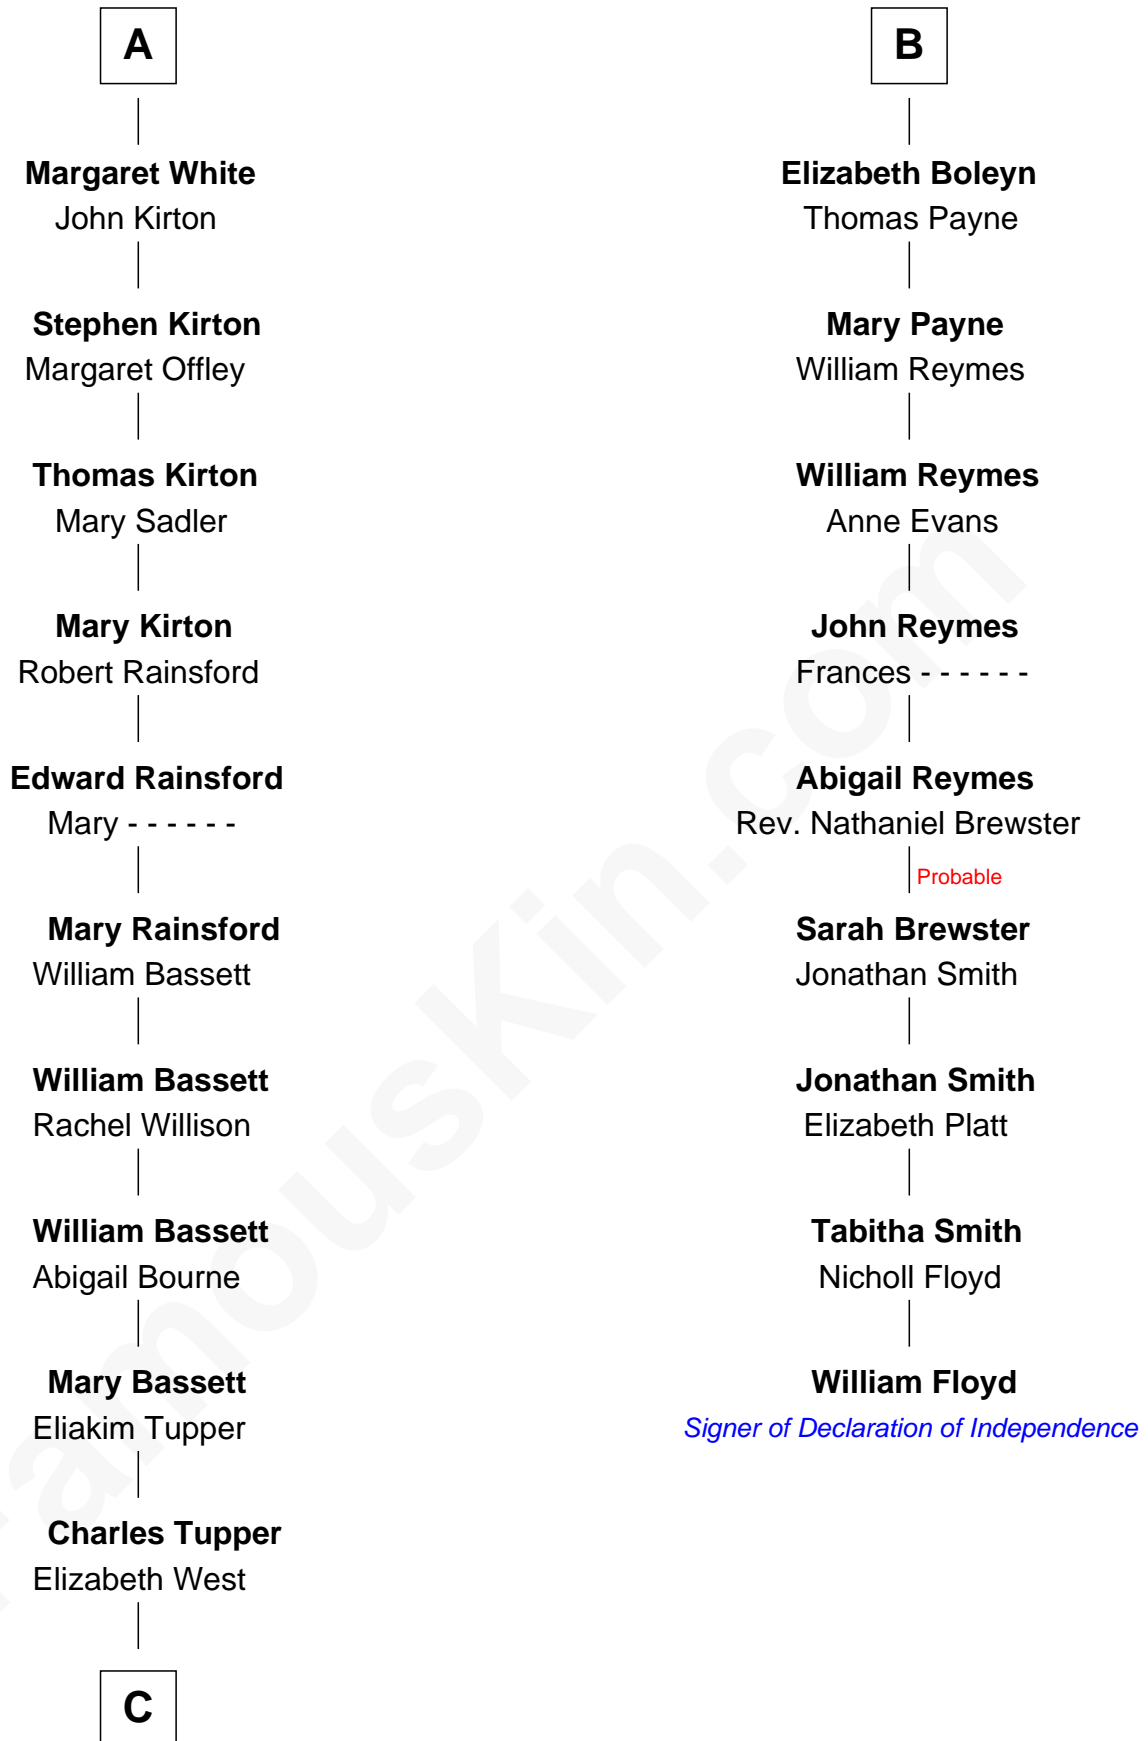 A
Margaret White
John Kirton
Stephen Kirton
Margaret Offley
Thomas Kirton
Mary Sadler
Mary Kirton
Robert Rainsford
Edward Rainsford
Mary - - - - - -
Mary Rainsford
William Bassett
William Bassett
Rachel Willison
William Bassett
Abigail Bourne
Mary Bassett
Eliakim Tupper
Charles Tupper
Elizabeth West
C
B
Elizabeth Boleyn
Thomas Payne
Mary Payne
William Reymes
William Reymes
Anne Evans
John Reymes
Frances - - - - - -
Abigail Reymes
Rev. Nathaniel Brewster
Probable
Sarah Brewster
Jonathan Smith
Jonathan Smith
Elizabeth Platt
Tabitha Smith
Nicholl Floyd
William Floyd
Signer of Declaration of Independence
FamousKin.com